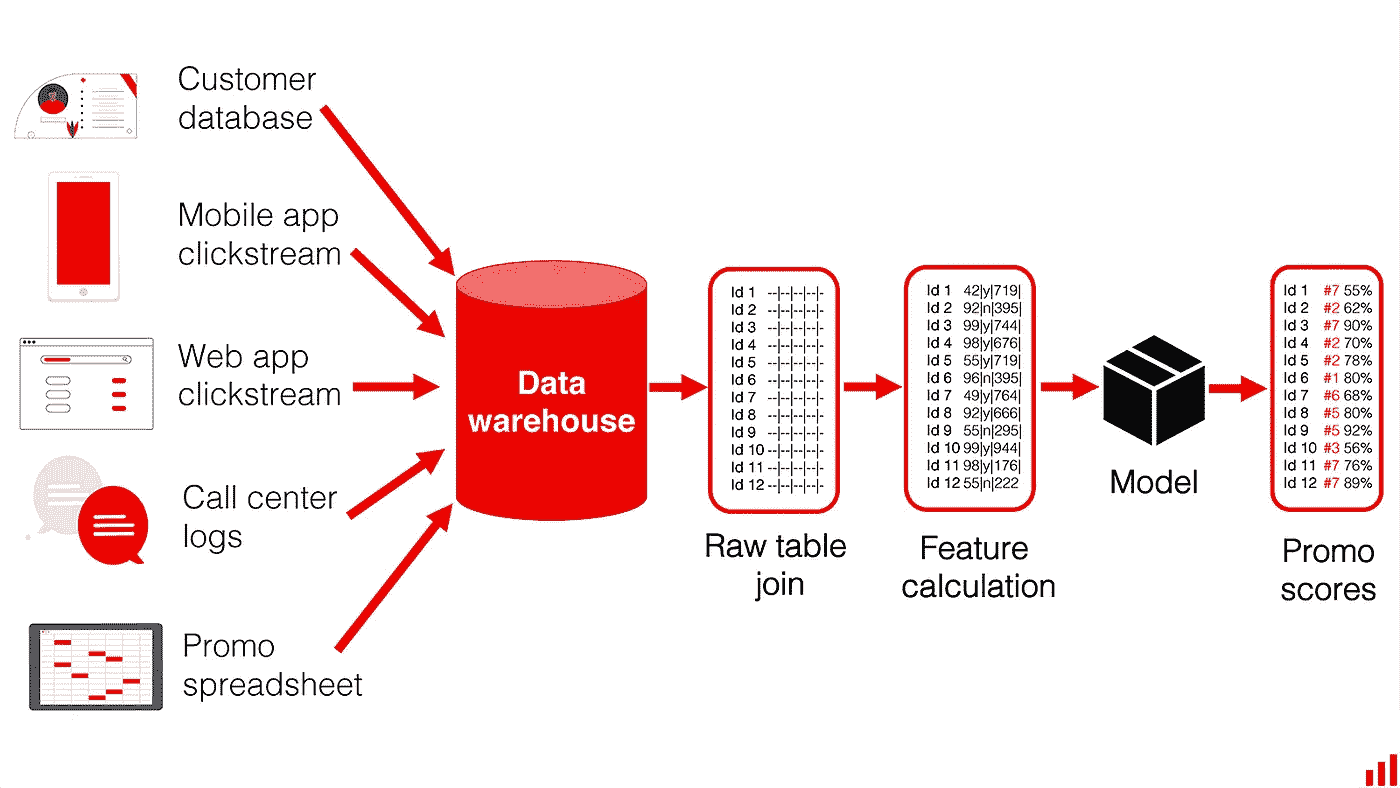 Customer
database
Mobile app
clickstream
Web app
clickstream
Call center
logs
Promo
spreadsheet
Data
warehouse
Id 1 --|--|--|--|-
Id 2 --|--|--|--|-
Id 3 --|--|--|--|-
Id 4 --|--|--|--|-
Id 5 --|--|--|--|-
Id 6 --|--|--|--|-
Id 7 --|--|--|--|-
Id 8 --|--|--|--|-
Id 9 --|--|--|--|-
Id 10 --|--|--|--|-
Id 11 --|--|--|--|-
Id 12 --|--|--|--|-
Raw table
join
Id 1 42|y|719|
Id 2 92|n|395|
Id 3 99|y|744|
Id 4 98|y|676|
Id 5 55|y|719|
Id 6 96|n|395|
Id 7 49|y|764|
Id 8 92|y|666|
Id 9 55|n|295|
Id 10 99|y|944|
Id 11 98|y|176|
Id 12 55|n|222
Feature
calculation
Model
Id 1 #7 55%
Id 2 #2 62%
Id 3 #7 90%
Id 4 #2 70%
Id 5 #2 78%
Id 6 #1 80%
Id 7 #6 68%
Id 8 #5 80%
Id 9 #5 92%
Id 10 #3 56%
Id 11 #7 76%
Id 12 #7 89%
Promo
scores